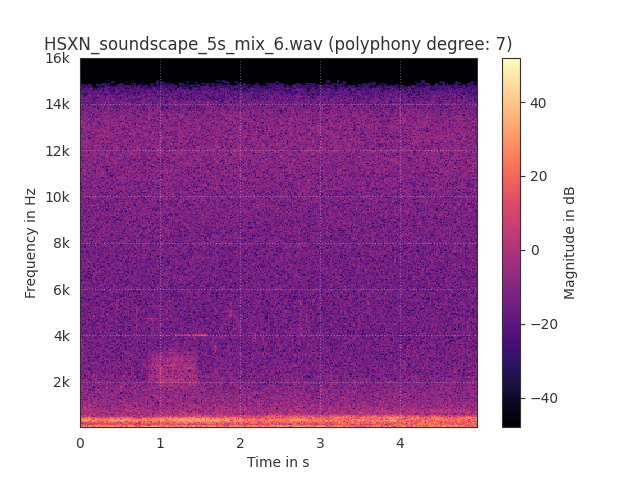 HSXN_soundscape_5s_mix_6.wav (polyphony degree: 7)
16k
14k
12k
10k
8k
6k
4k
2k
Frequency in Hz
0 1 2 3 4
Time in s
40
20
0
−20
−40
Magnitude in dB